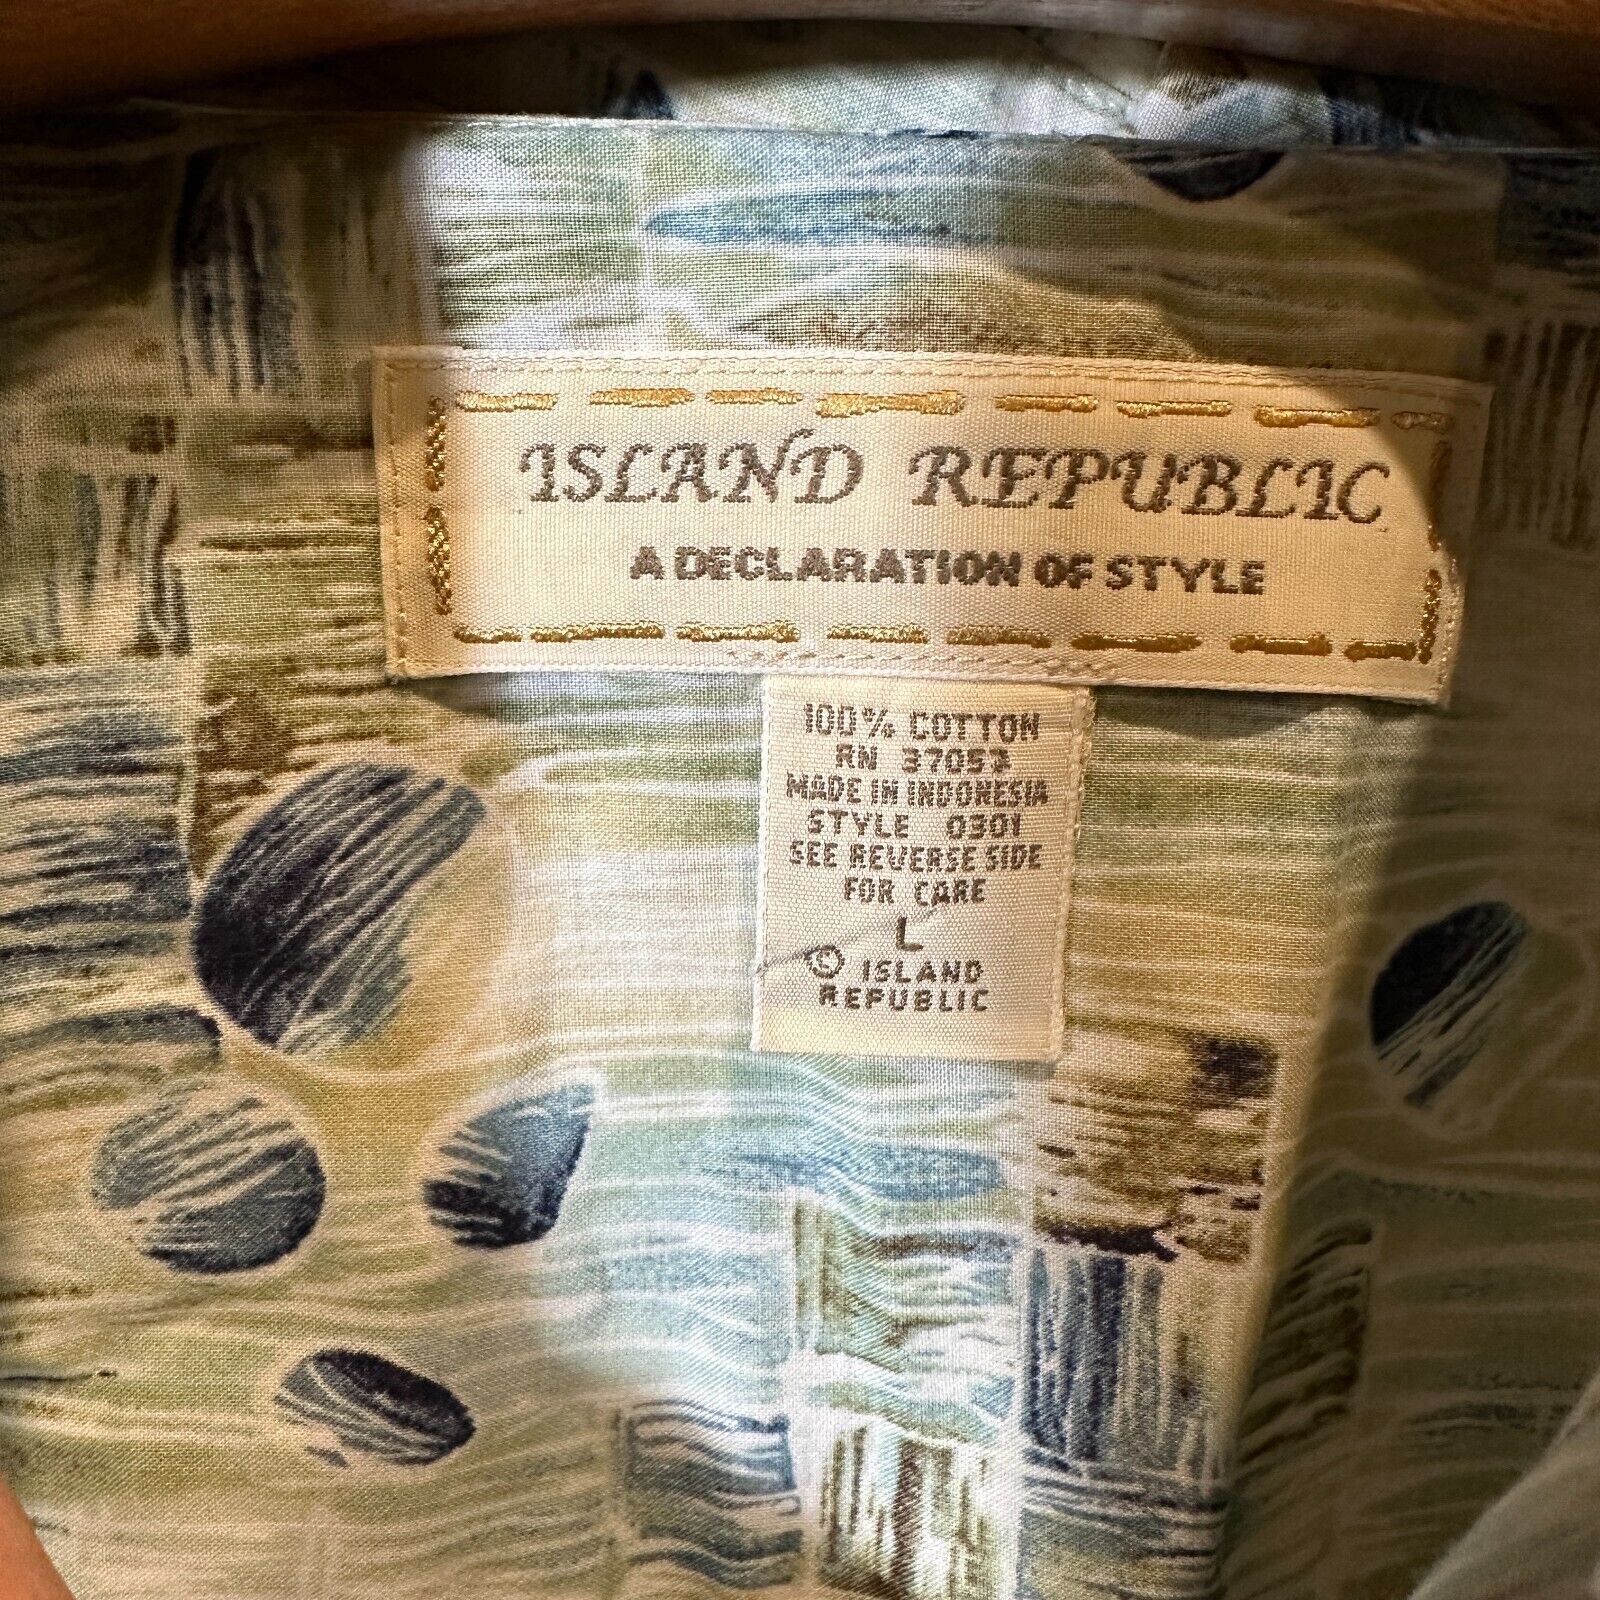 ISLAND REPUBLIC
A DECLARATION OF STYLE
100% COTTON
RN 37053
MADE IN INDONESIA
STYLE 0301
SEE REVERSE SIDE
FOR CARE
L
© ISLAND
REPUBLIC